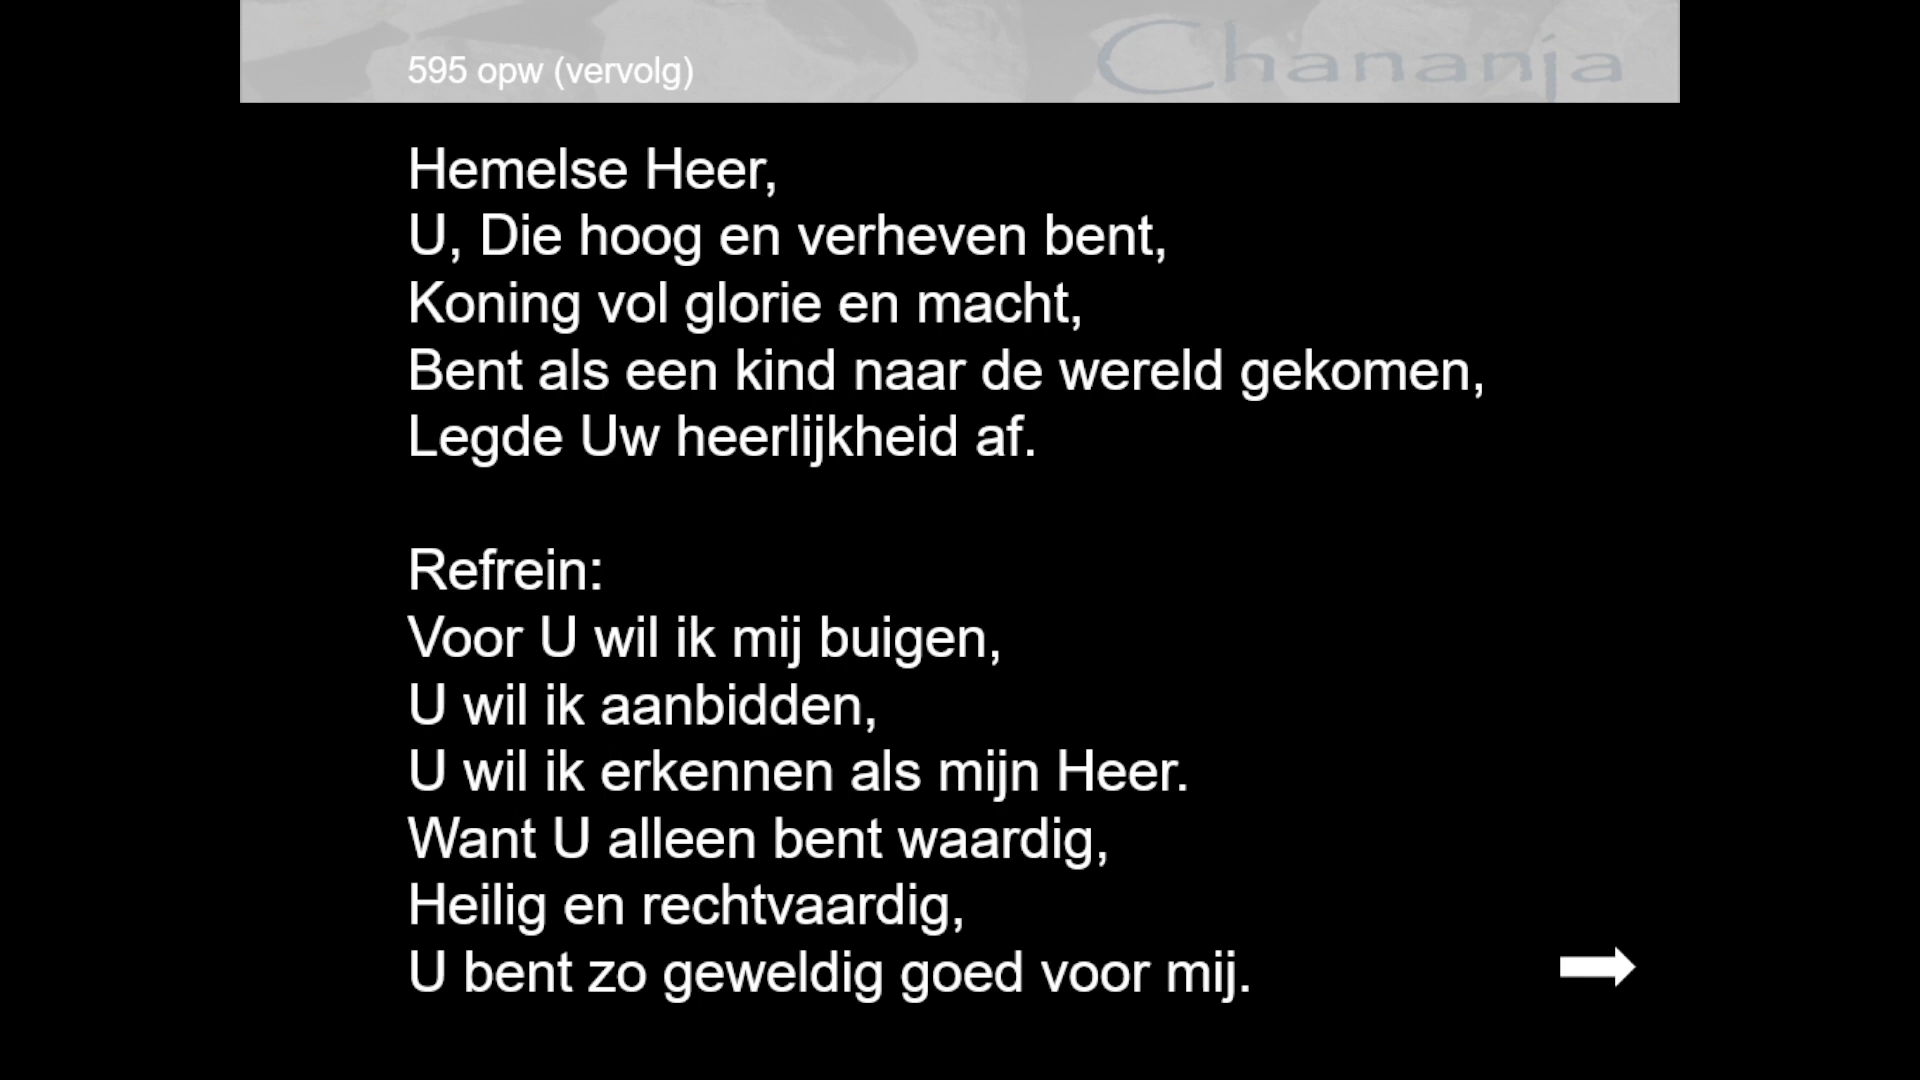 Chananja
595 opw (vervolg)
Hemelse Heer,
U, Die hoog en verheven bent,
Koning vol glorie en macht,
Bent als een kind naar de wereld gekomen,
Legde Uw heerlijkheid af.
Refrein:
Voor U wil ik mij buigen,
U wil ik aanbidden,
U wil ik erkennen als mijn Heer.
Want U alleen bent waardig,
Heilig en rechtvaardig,
U bent zo geweldig goed voor mij.